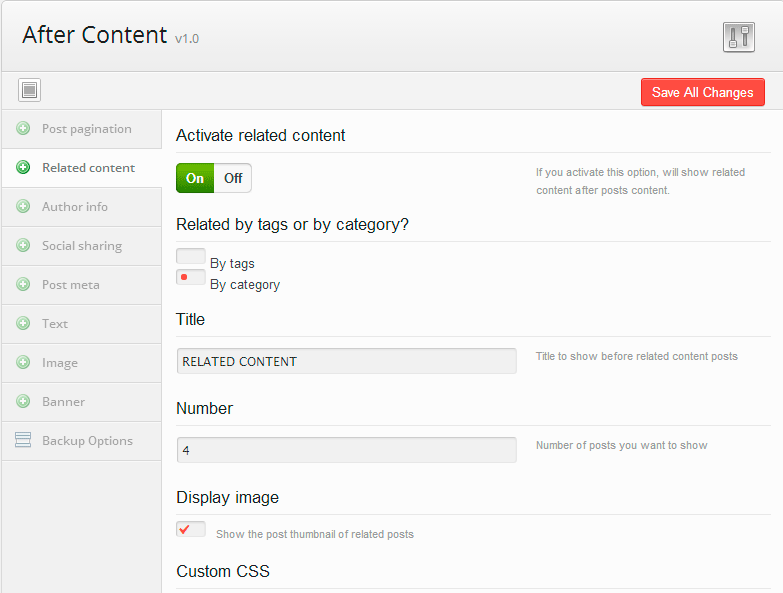 After Content v1.0
Save All Changes
Post pagination
Related content
Author info
Social sharing
Post meta
Text
Image
Banner
Backup Options
Activate related content
On Off
If you activate this option, will show related
content after posts content.
Related by tags or by category?
By tags
By category
Title
RELATED CONTENT
Title to show before related content posts
Number
4
Number of posts you want to show
Display image
Show the post thumbnail of related posts
Custom CSS